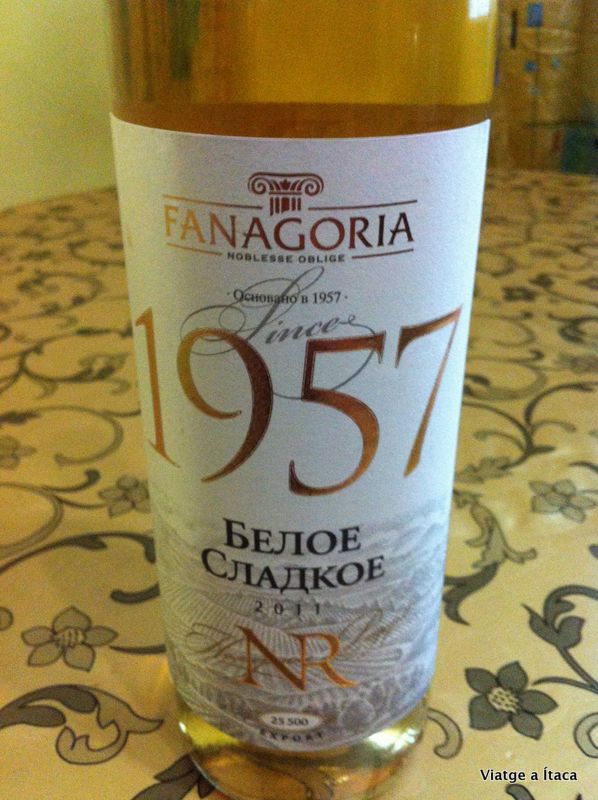 FANAGORIA
NOBLESSE OBLIGE
· Основано в 1957 ·
Since
1957
БЕЛОЕ
СЛАДКОЕ
2011
NR
25 500
EXPORT
Viatge a Ítaca